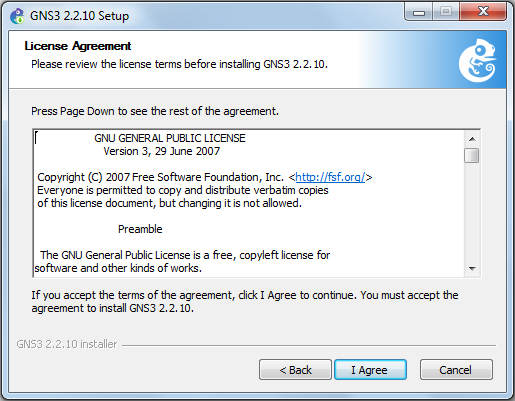 GNS3 2.2.10 Setup
License Agreement
Please review the license terms before installing GNS3 2.2.10.
Press Page Down to see the rest of the agreement.
GNU GENERAL PUBLIC LICENSE
Version 3, 29 June 2007
Copyright (C) 2007 Free Software Foundation, Inc. <http://fsf.org/>
Everyone is permitted to copy and distribute verbatim copies
of this license document, but changing it is not allowed.
Preamble
The GNU General Public License is a free, copyleft license for
software and other kinds of works.
If you accept the terms of the agreement, click I Agree to continue. You must accept the
agreement to install GNS3 2.2.10.
GNS3 2.2.10 installer
< Back I Agree Cancel